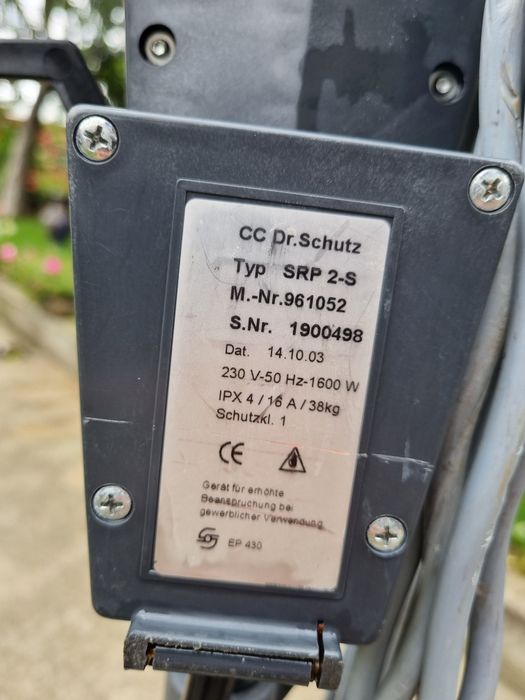 CC Dr.Schutz
Typ SRP 2-S
M.-Nr.961052
S.Nr. 1900498
Dat. 14.10.03
230 V-50 Hz-1600 W
IPX 4 / 16 A / 38kg
Schutzkl. 1
CE
Gerät für erhöhte
Beanspruchung bei
gewerblicher Verwendung
EP 430